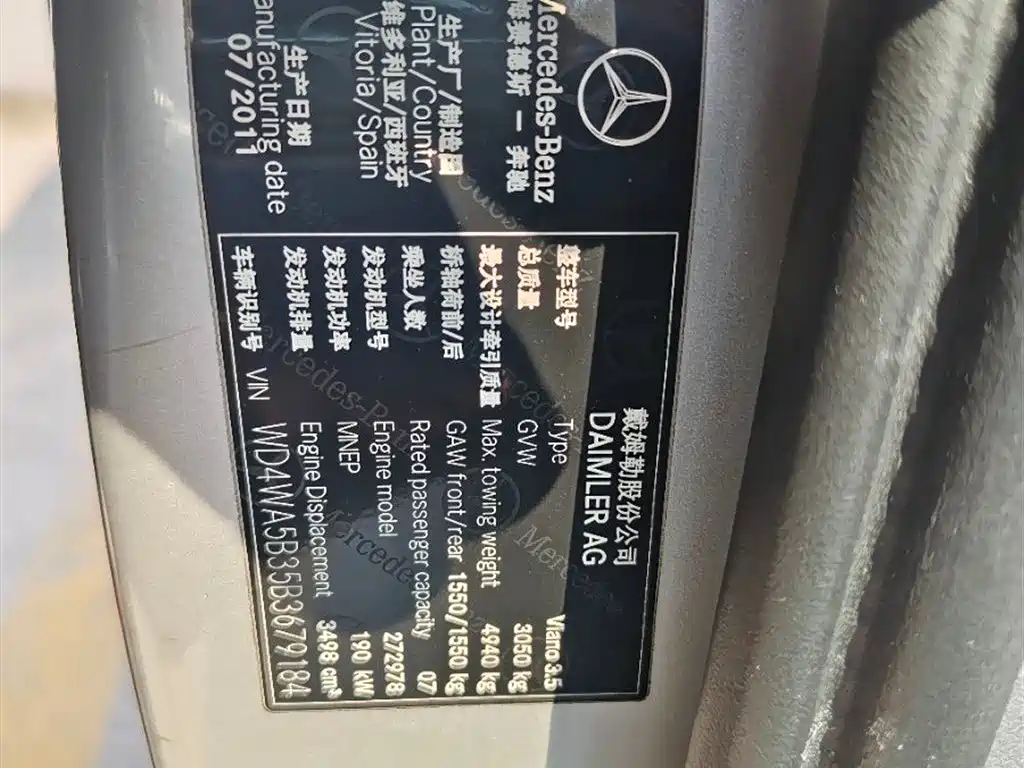 Mercedes-Benz
梅赛德斯 — 奔驰
生产厂/制造国
Plant/Country
维多利亚/西班牙
Vitoria/Spain
生产日期
anufacturing date
07/2011
戴姆勒股份公司
DAIMLER AG
整车型号 Type Viano 3.5
总质量 GVW 3050 kg
最大设计牵引质量 Max. towing weight 4940 kg
桥轴荷前/后 GAW front/rear 1550/1550 kg
乘坐人数 Rated passenger capacity 07
发动机型号 Engine model 272978
发动机功率 MNEP 190 kW
发动机排量 Engine Displacement 3498 cm³
车辆识别号 VIN WD4WA5B35B3679184